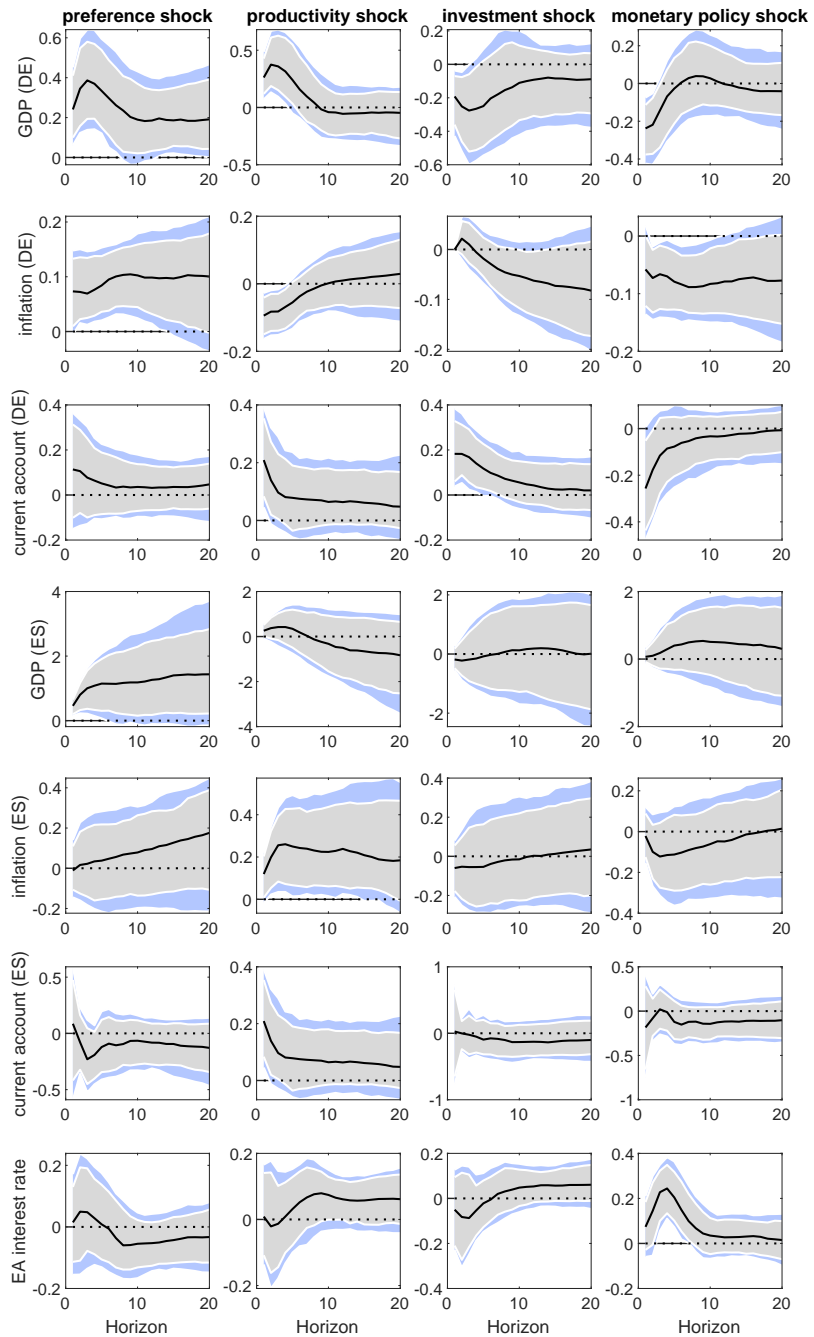 preference shock productivity shock investment shock monetary policy shock
GDP (DE)
0.6 0.4 0.2 0
0.5 0 -0.5
0.2 0 -0.2 -0.4 -0.6
0.2 0 -0.2 -0.4
0 10 20 0 10 20 0 10 20 0 10 20
inflation (DE)
0.2 0.1 0
0.2 0 -0.2
0 -0.1 -0.2
0 -0.1 -0.2
0 10 20 0 10 20 0 10 20 0 10 20
current account (DE)
0.4 0.2 0 -0.2
0.4 0.2 0
0.4 0.2 0 -0.2
0 -0.2 -0.4
0 10 20 0 10 20 0 10 20 0 10 20
GDP (ES)
4 2 0
2 0 -2 -4
2 0 -2
2 0 -2
0 10 20 0 10 20 0 10 20 0 10 20
inflation (ES)
0.4 0.2 0 -0.2
0.4 0.2 0
0.4 0.2 0 -0.2
0.2 0 -0.2 -0.4
0 10 20 0 10 20 0 10 20 0 10 20
current account (ES)
0.5 0 -0.5
0.4 0.2 0
1 0 -1
0.5 0 -0.5 -1
0 10 20 0 10 20 0 10 20 0 10 20
EA interest rate
0.2 0 -0.2
0.2 0 -0.2
0.2 0 -0.2 -0.4
0.4 0.2 0 -0.2
0 10 20 0 10 20 0 10 20 0 10 20
Horizon Horizon Horizon Horizon